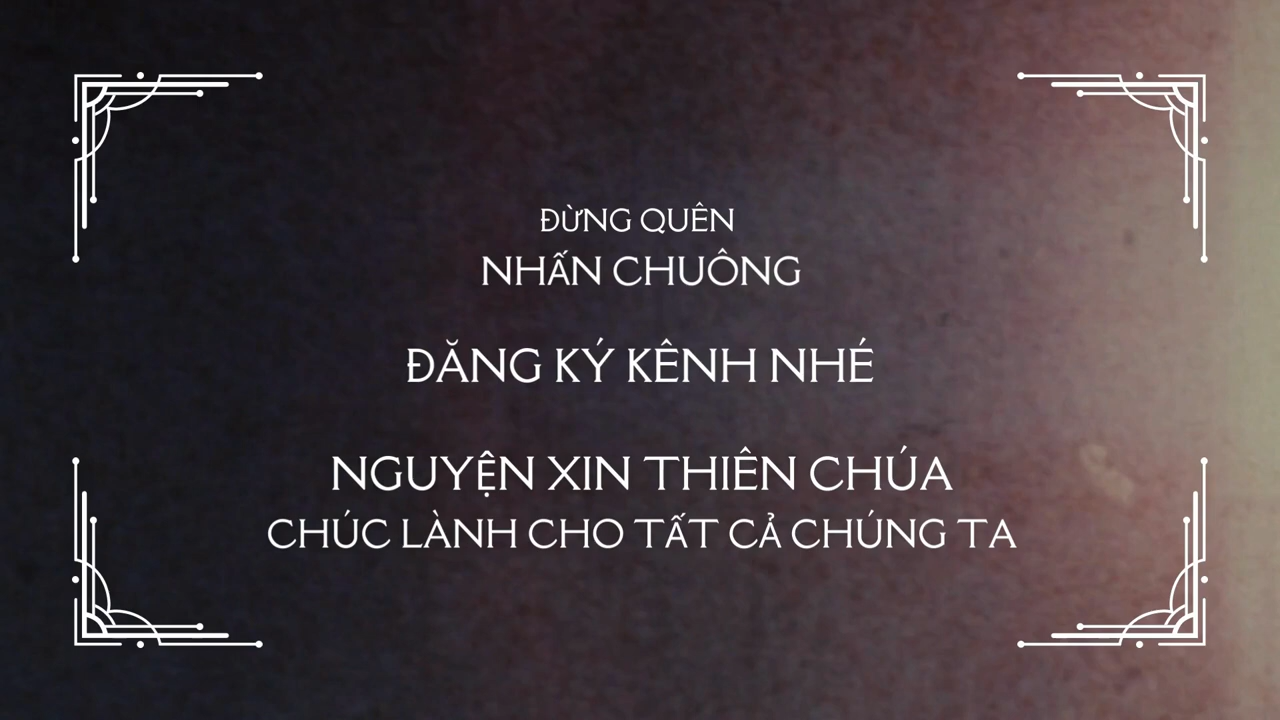 ĐỪNG QUÊN
NHẤN CHUÔNG
ĐĂNG KÝ KÊNH NHÉ
NGUYỆN XIN THIÊN CHÚA
CHÚC LÀNH CHO TẤT CẢ CHÚNG TA